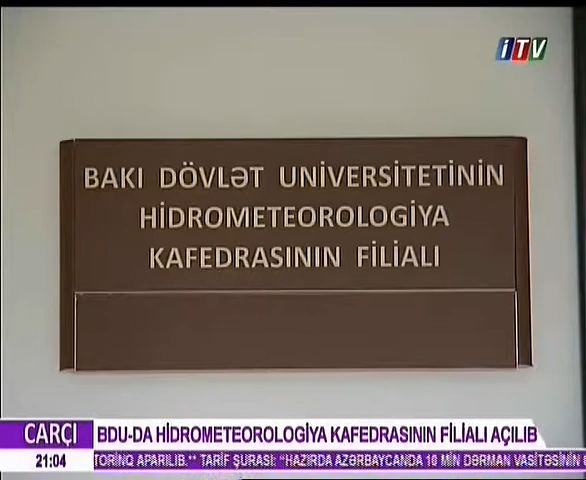 iTV
BAKI DÖVLƏT UNİVERSİTETİNİN
HİDROMETEOROLOGİYA
KAFEDRASININ FİLİALI
CARÇI BDU-DA HİDROMETEOROLOGİYA KAFEDRASININ FİLİALI AÇILIB
21:04 TORİNQ APARILIB.** TARİF ŞURASI: "HAZIRDA AZƏRBAYCANDA 10 MİN DƏRMAN VASİTƏSİNİN